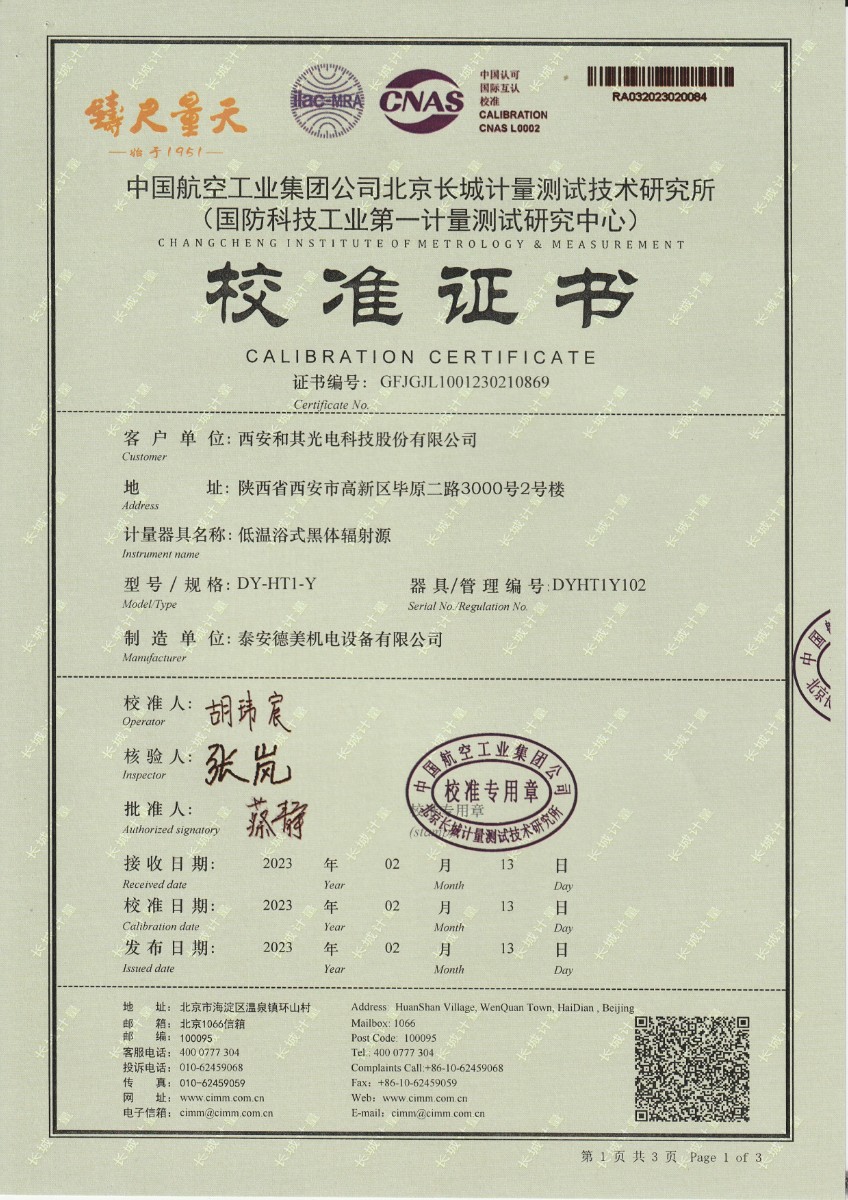 铸尺量天
始于1951
ilac-MRA
CNAS
中国认可
国际互认
校准
CALIBRATION
CNAS L0002
RA032023020084
中国航空工业集团公司北京长城计量测试技术研究所
（国防科技工业第一计量测试研究中心）
CHANGCHENG INSTITUTE OF METROLOGY & MEASUREMENT
校准证书
CALIBRATION CERTIFICATE
证书编号： GFJGJL1001230210869
Certificate No.
客户单位: 西安和其光电科技股份有限公司
Customer
地址: 陕西省西安市高新区毕原二路3000号2号楼
Address
计量器具名称: 低温浴式黑体辐射源
Instrument name
型号/规格: DY-HT1-Y 器具/管理编号: DYHT1Y102
Model/Type Serial No./Regulation No.
制造单位: 泰安德美机电设备有限公司
Manufacturer
校准人: 胡玮宸
Operator
核验人: 张岚
Inspector
批准人: 蔡静
Authorized signatory
中国航空工业集团公司
校准专用章
北京长城计量测试技术研究所
校准专用章
(stamp)
接收日期: 2023 年 02 月 13 日
Received date Year Month Day
校准日期: 2023 年 02 月 13 日
Calibration date Year Month Day
发布日期: 2023 年 02 月 13 日
Issued date Year Month Day
地址： 北京市海淀区温泉镇环山村 Address: HuanShan Village, WenQuan Town, HaiDian , Beijing
邮箱： 北京1066信箱 Mailbox: 1066
邮编： 100095 Post Code: 100095
客服电话： 400 0777 304 Tel.: 400 0777 304
投诉电话： 010-62459068 Complaints Call:+86-10-62459068
传真： 010-62459059 Fax: +86-10-62459059
网址： www.cimm.com.cn Web: www.cimm.com.cn
电子信箱： cimm@cimm.com.cn E-mail: cimm@cimm.com.cn
第 1 页 共 3 页 Page 1 of 3
长城计量